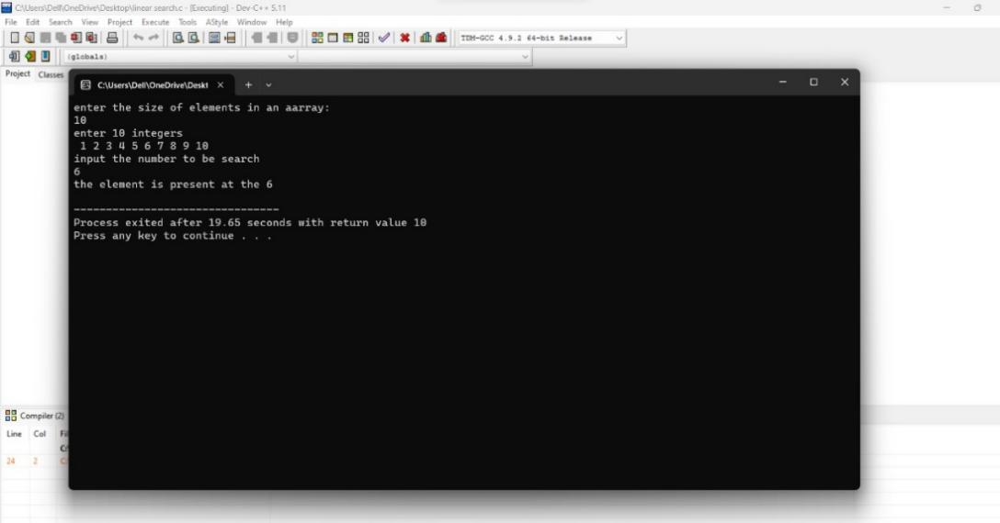 C:\Users\Dell\OneDrive\Desktop\linear search.c - [Executing] - Dev-C++ 5.11
File Edit Search View Project Execute Tools AStyle Window Help
TDM-GCC 4.9.2 64-bit Release
(globals)
Project Classes
C:\Users\Dell\OneDrive\Deskt
enter the size of elements in an aarray:
10
enter 10 integers
1 2 3 4 5 6 7 8 9 10
input the number to be search
6
the element is present at the 6
--------------------------------
Process exited after 19.65 seconds with return value 10
Press any key to continue . . .
Compiler (2)
Line Col
24 2